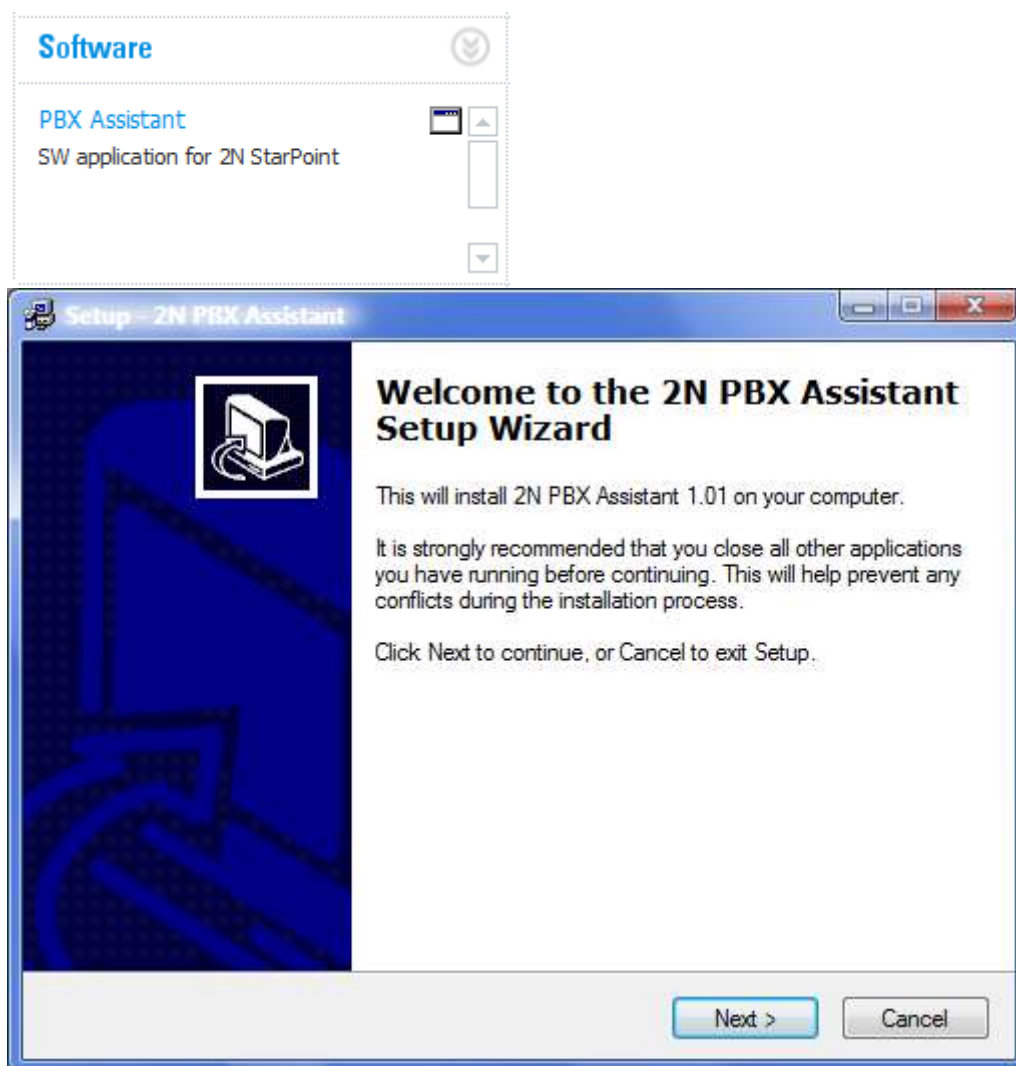 Software
PBX Assistant
SW application for 2N StarPoint
Setup - 2N PBX Assistant
Welcome to the 2N PBX Assistant
Setup Wizard
This will install 2N PBX Assistant 1.01 on your computer.
It is strongly recommended that you close all other applications
you have running before continuing. This will help prevent any
conflicts during the installation process.
Click Next to continue, or Cancel to exit Setup.
Next >
Cancel